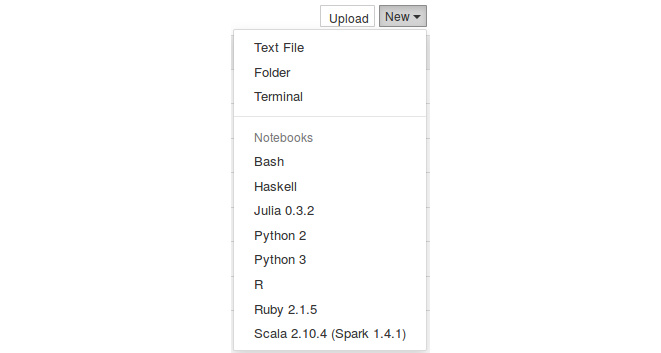 Upload New
Text File
Folder
Terminal
Notebooks
Bash
Haskell
Julia 0.3.2
Python 2
Python 3
R
Ruby 2.1.5
Scala 2.10.4 (Spark 1.4.1)